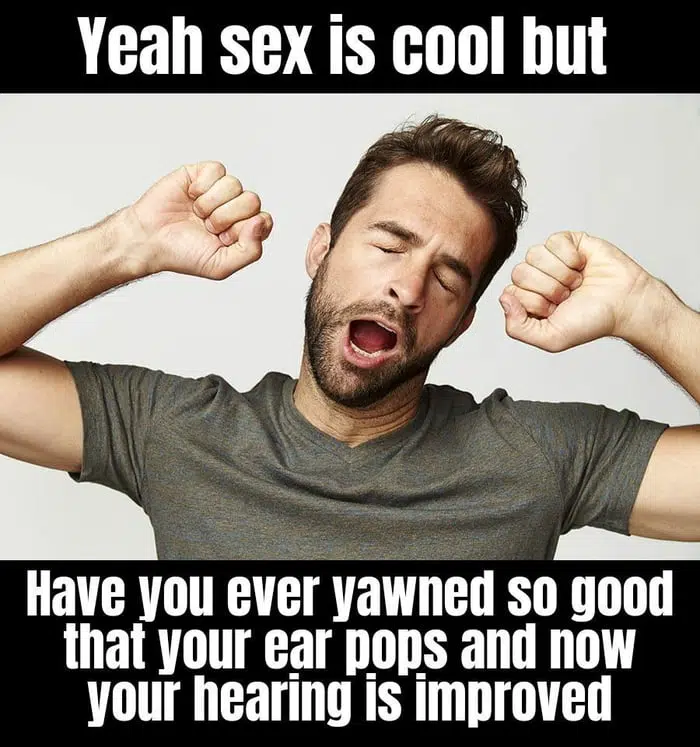 Yeah sex is cool but
Have you ever yawned so good
that your ear pops and now
your hearing is improved